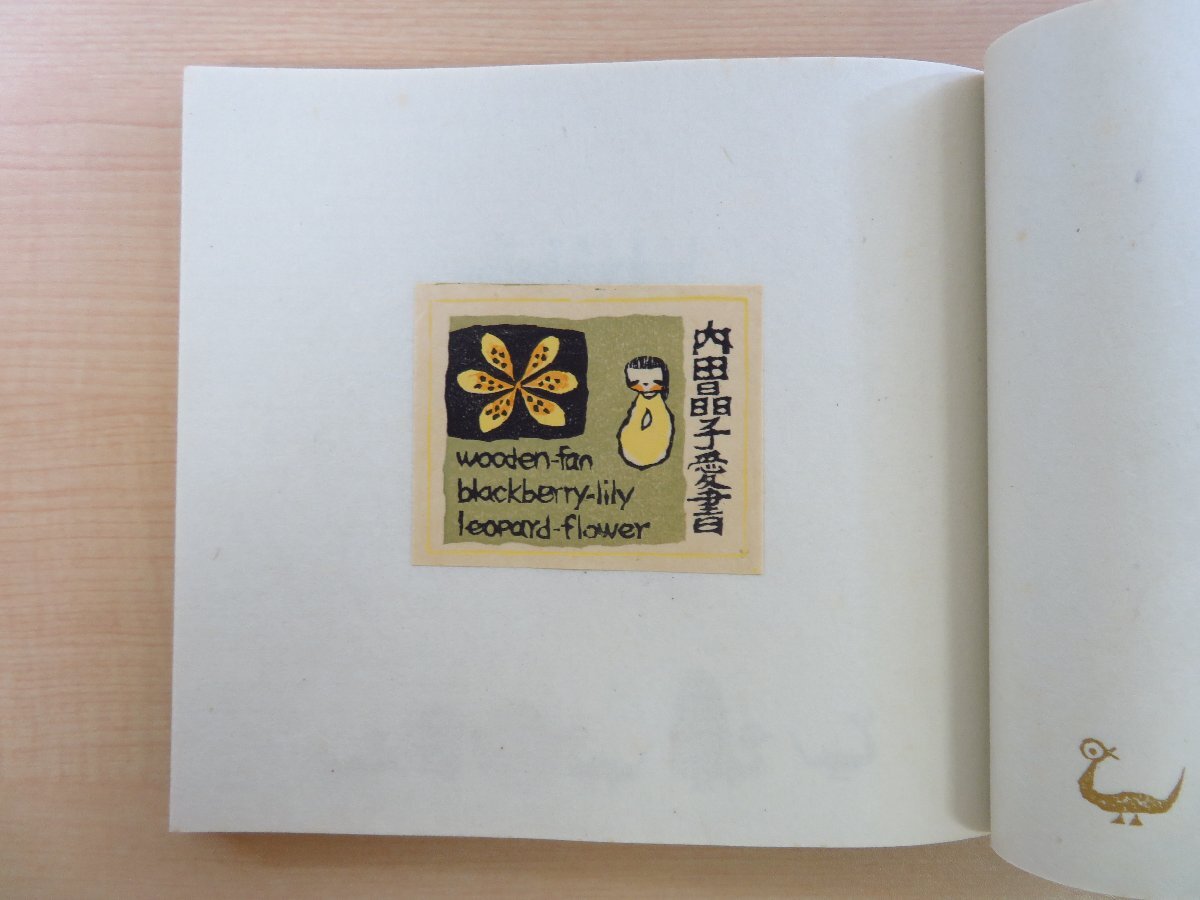 wooden-fan
blackberry-lily
leopard-flower
内田晶子愛書